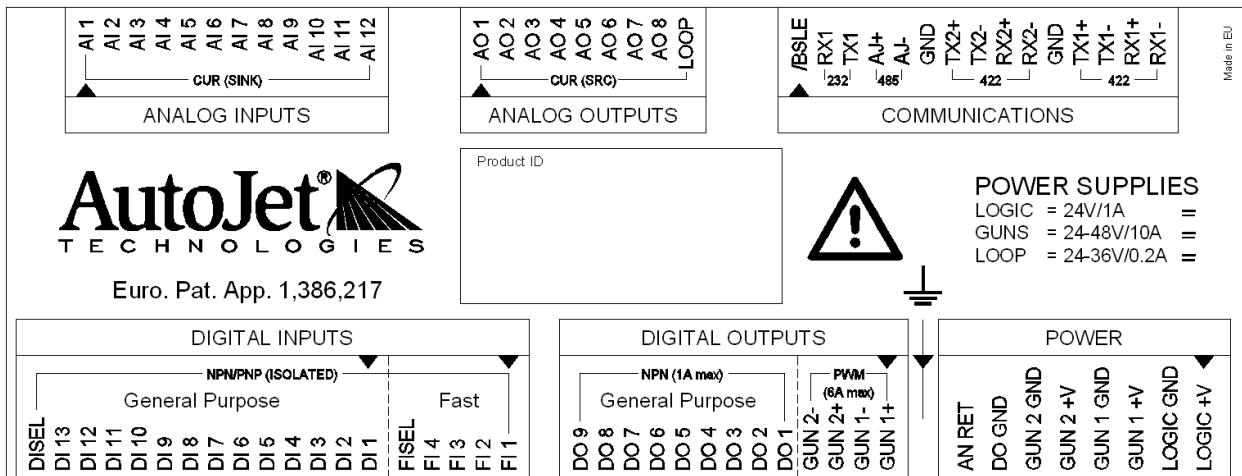 AI 1
AI 2
AI 3
AI 4
AI 5
AI 6
AI 7
AI 8
AI 9
AI 10
AI 11
AI 12
CUR (SINK)
ANALOG INPUTS
AO 1
AO 2
AO 3
AO 4
AO 5
AO 6
AO 7
AO 8
LOOP
CUR (SRC)
ANALOG OUTPUTS
/BSLE
RX1
TX1
AJ+
AJ-
GND
TX2+
TX2-
RX2+
RX2-
GND
TX1+
TX1-
RX1+
RX1-
232
485
422
422
COMMUNICATIONS
Made in EU
AutoJet®
TECHNOLOGIES
Euro. Pat. App. 1,386,217
Product ID
POWER SUPPLIES
LOGIC = 24V/1A =
GUNS = 24-48V/10A =
LOOP = 24-36V/0.2A =
DIGITAL INPUTS
NPN/PNP (ISOLATED)
General Purpose
Fast
DISEL
DI 13
DI 12
DI 11
DI 10
DI 9
DI 8
DI 7
DI 6
DI 5
DI 4
DI 3
DI 2
DI 1
FISEL
FI 4
FI 3
FI 2
FI 1
DIGITAL OUTPUTS
NPN (1A max)
General Purpose
PWM
(6A max)
DO 9
DO 8
DO 7
DO 6
DO 5
DO 4
DO 3
DO 2
DO 1
GUN 2-
GUN 2+
GUN 1-
GUN 1+
POWER
AN RET
DO GND
GUN 2 GND
GUN 2 +V
GUN 1 GND
GUN 1 +V
LOGIC GND
LOGIC +V